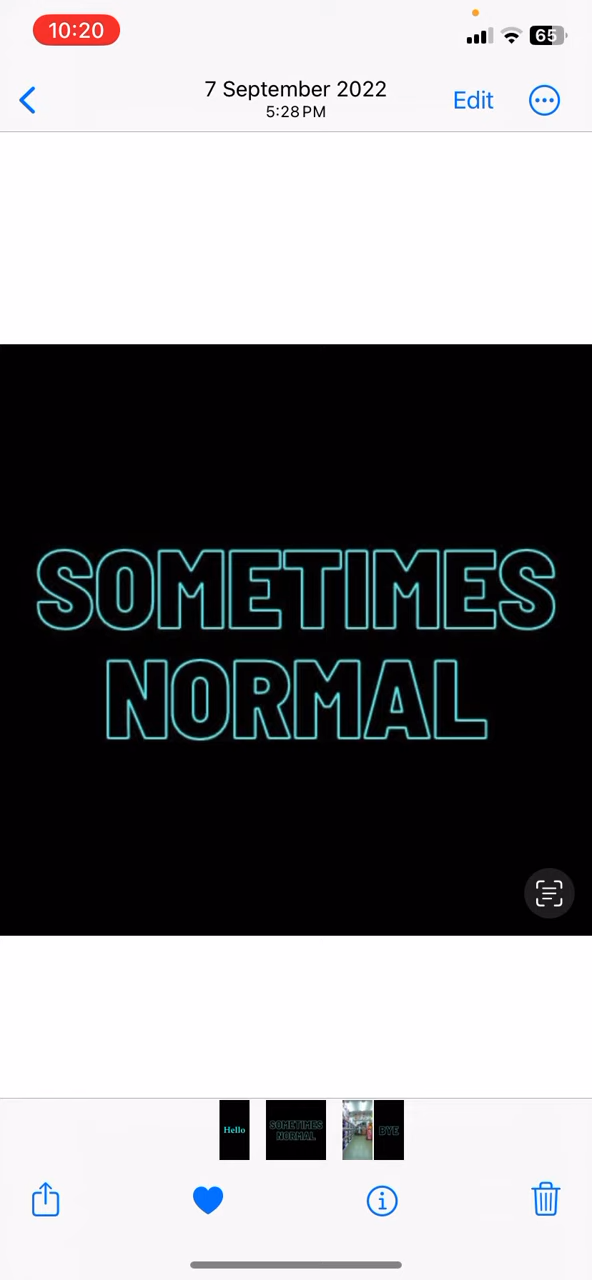 10:20
65
7 September 2022
5:28 PM
Edit
SOMETIMES
NORMAL
Hello
SOMETIMES
NORMAL
BYE